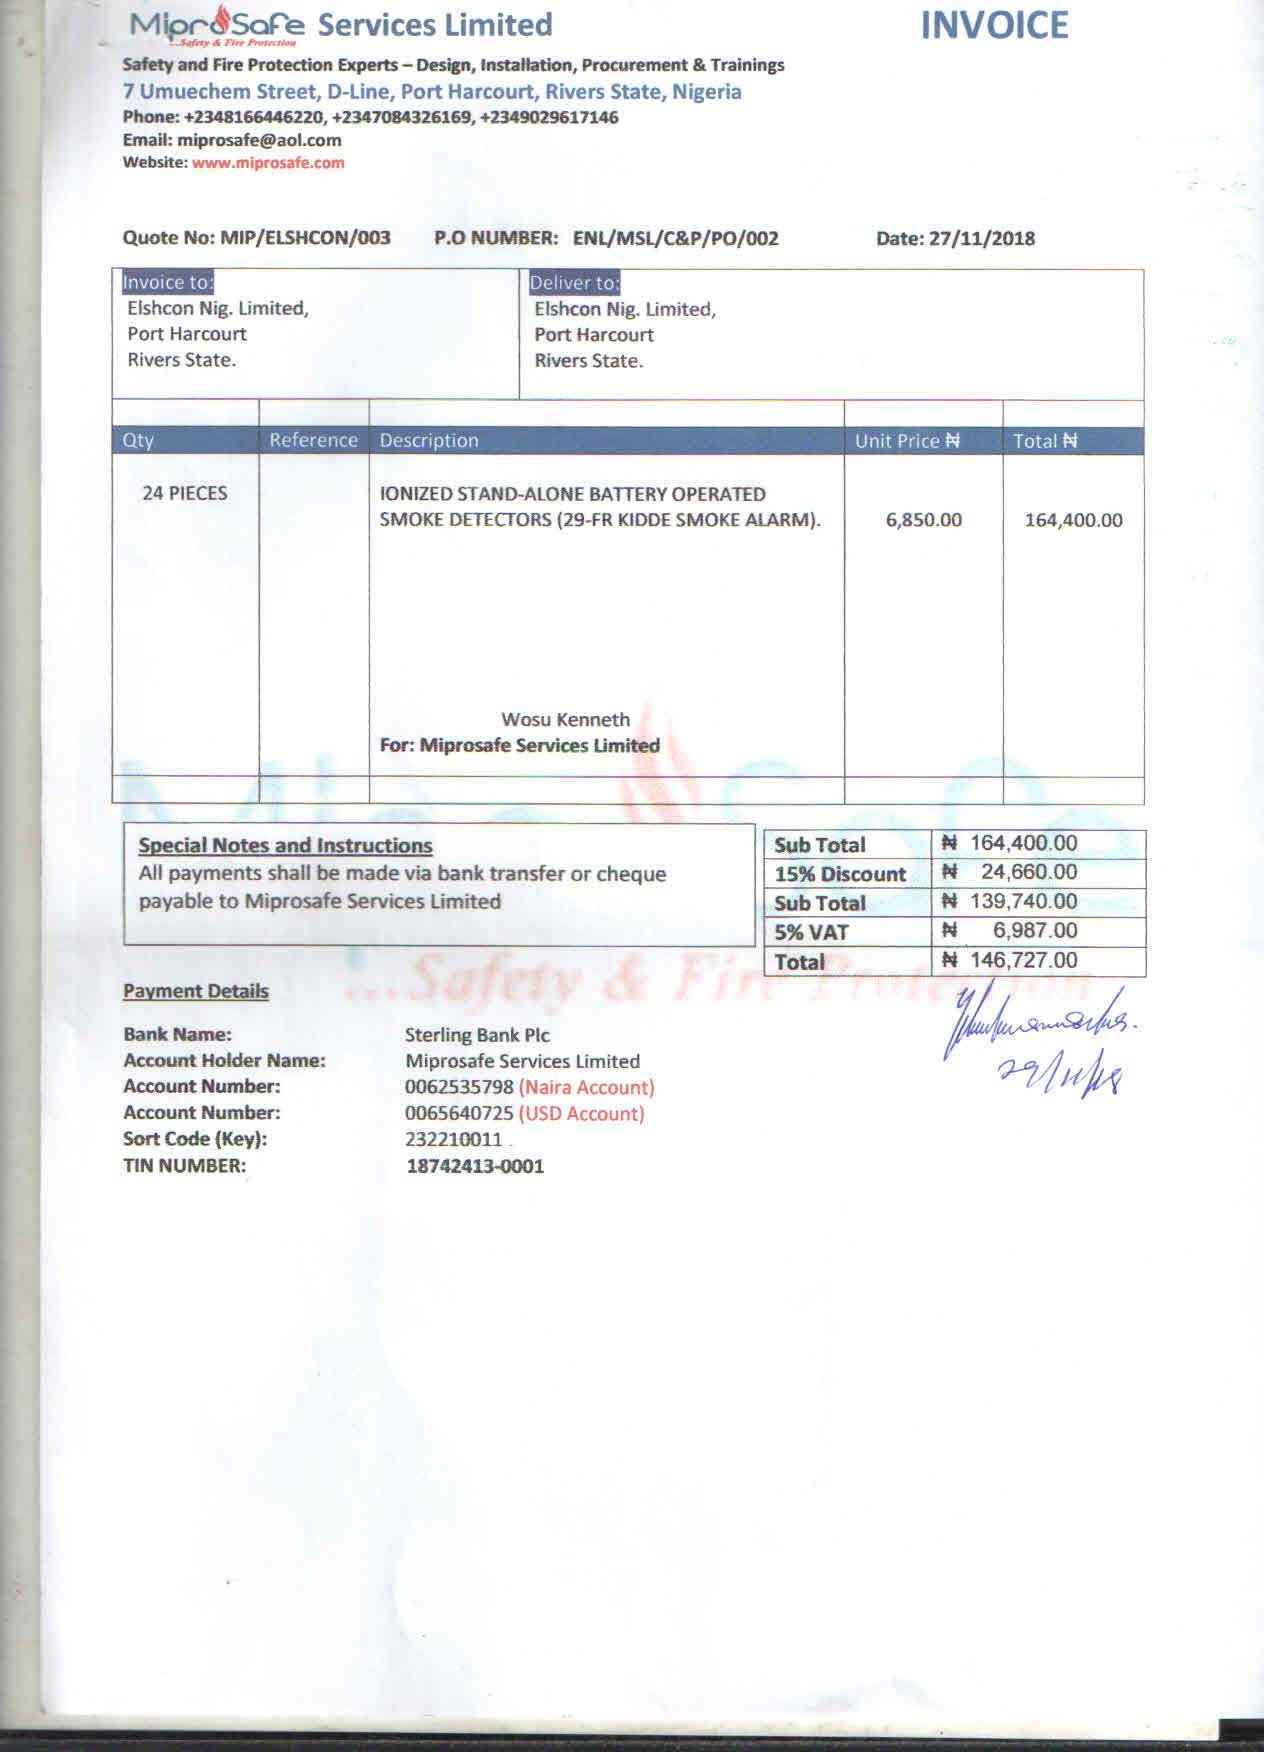 MiproSafe Services Limited
...Safety & Fire Protection
INVOICE
Safety and Fire Protection Experts – Design, Installation, Procurement & Trainings
7 Umuechem Street, D-Line, Port Harcourt, Rivers State, Nigeria
Phone: +2348166446220, +2347084326169, +2349029617146
Email: miprosafe@aol.com
Website: www.miprosafe.com
Quote No: MIP/ELSHCON/003 P.O NUMBER: ENL/MSL/C&P/PO/002 Date: 27/11/2018
Invoice to:
Elshcon Nig. Limited,
Port Harcourt
Rivers State.
Deliver to:
Elshcon Nig. Limited,
Port Harcourt
Rivers State.
Qty Reference Description Unit Price ₦ Total ₦
24 PIECES IONIZED STAND-ALONE BATTERY OPERATED
SMOKE DETECTORS (29-FR KIDDE SMOKE ALARM). 6,850.00 164,400.00
Wosu Kenneth
For: Miprosafe Services Limited
Special Notes and Instructions
All payments shall be made via bank transfer or cheque
payable to Miprosafe Services Limited
Sub Total ₦ 164,400.00
15% Discount ₦ 24,660.00
Sub Total ₦ 139,740.00
5% VAT ₦ 6,987.00
Total ₦ 146,727.00
MiproSafe
...Safety & Fire Protection
29/11/18
Payment Details
Bank Name: Sterling Bank Plc
Account Holder Name: Miprosafe Services Limited
Account Number: 0062535798 (Naira Account)
Account Number: 0065640725 (USD Account)
Sort Code (Key): 232210011
TIN NUMBER: 18742413-0001